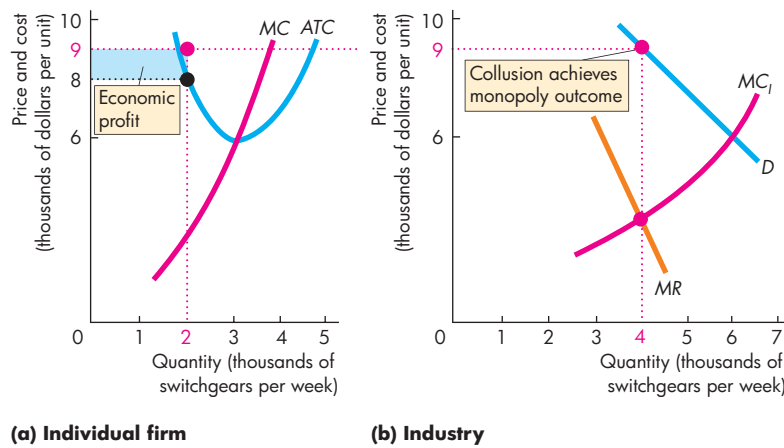 Price and cost
(thousands of dollars per unit)
10
9
8
6
0
1
2
3
4
5
MC
ATC
Economic
profit
Quantity (thousands of
switchgears per week)
(a) Individual firm
Price and cost
(thousands of dollars per unit)
10
9
6
0
1
2
3
4
5
6
7
Collusion achieves
monopoly outcome
MCI
D
MR
Quantity (thousands of
switchgears per week)
(b) Industry